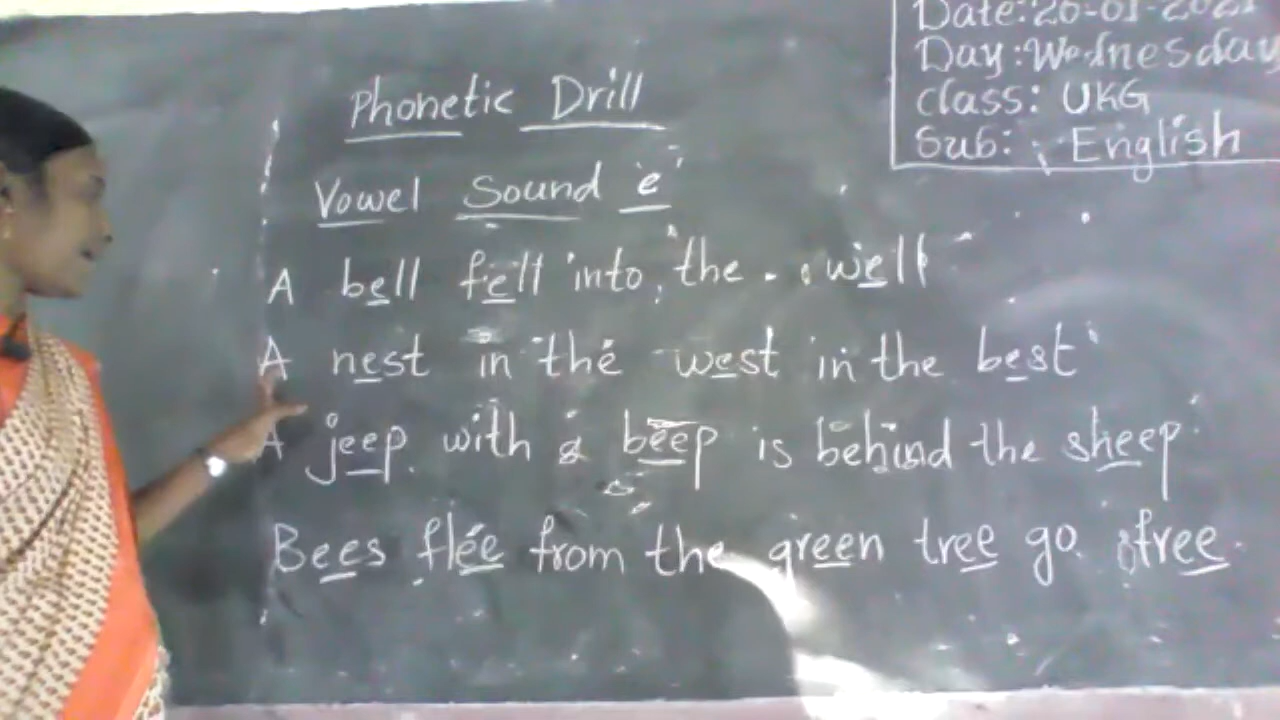 Date:20-01-2021
Day:Wednesday
class: UKG
Sub: English
Phonetic Drill
Vowel Sound e
A bell fell into the well
A nest in the west in the best
A jeep with a beep is behind the sheep
Bees flee from the green tree go free